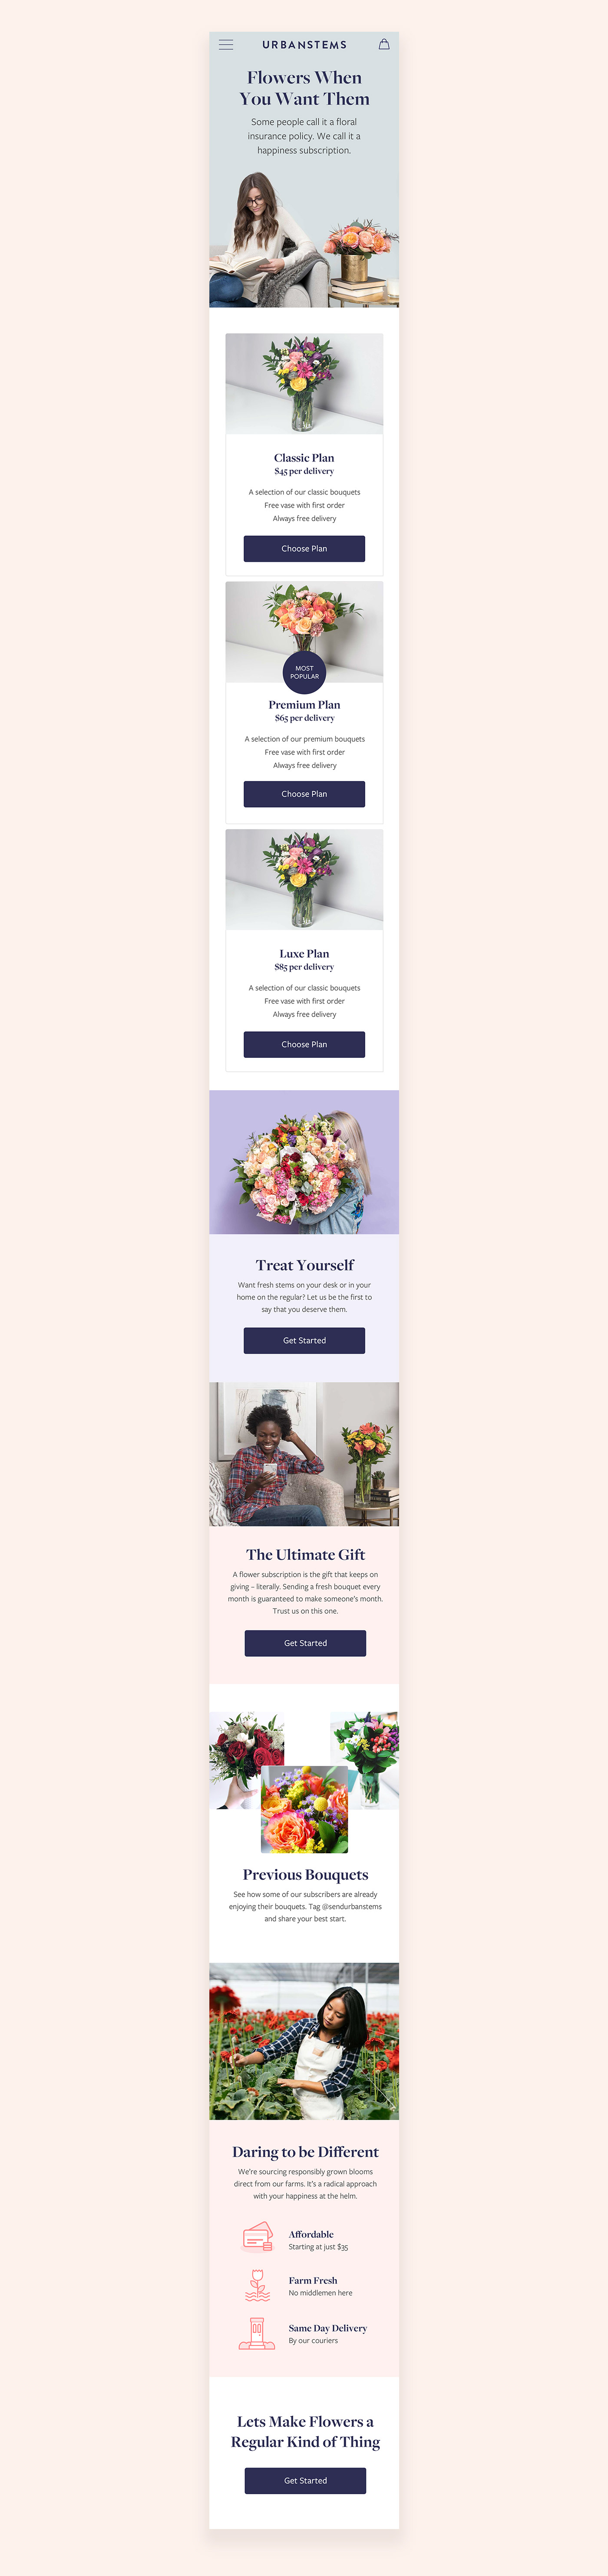 URBANSTEMS
Flowers When
You Want Them
Some people call it a floral
insurance policy. We call it a
happiness subscription.
Classic Plan
$45 per delivery
A selection of our classic bouquets
Free vase with first order
Always free delivery
Choose Plan
MOST
POPULAR
Premium Plan
$65 per delivery
A selection of our premium bouquets
Free vase with first order
Always free delivery
Choose Plan
Luxe Plan
$85 per delivery
A selection of our classic bouquets
Free vase with first order
Always free delivery
Choose Plan
Treat Yourself
Want fresh stems on your desk or in your
home on the regular? Let us be the first to
say that you deserve them.
Get Started
The Ultimate Gift
A flower subscription is the gift that keeps on
giving – literally. Sending a fresh bouquet every
month is guaranteed to make someone's month.
Trust us on this one.
Get Started
Previous Bouquets
See how some of our subscribers are already
enjoying their bouquets. Tag @sendurbanstems
and share your best start.
Daring to be Different
We're sourcing responsibly grown blooms
direct from our farms. It's a radical approach
with your happiness at the helm.
Affordable
Starting at just $35
Farm Fresh
No middlemen here
Same Day Delivery
By our couriers
Lets Make Flowers a
Regular Kind of Thing
Get Started